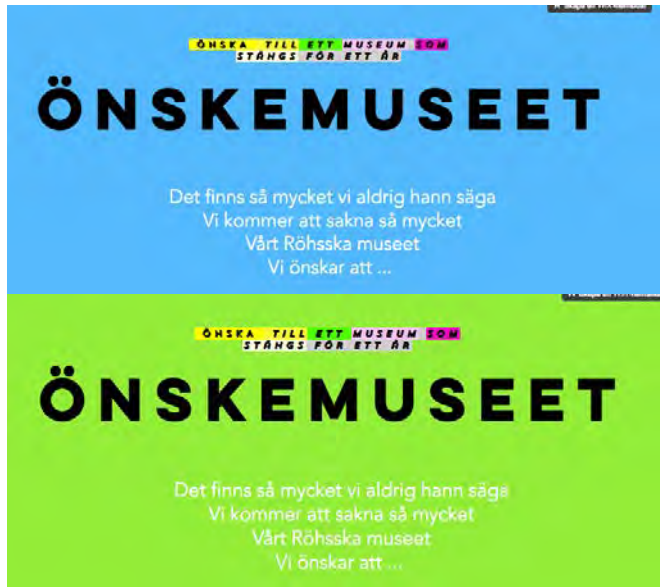 ÖNSKA TILL ETT MUSEUM SOM
STÄNGS FÖR ETT ÅR
ÖNSKEMUSEET
Det finns så mycket vi aldrig hann säga
Vi kommer att sakna så mycket
Vårt Röhsska museet
Vi önskar att ...
ÖNSKA TILL ETT MUSEUM SOM
STÄNGS FÖR ETT ÅR
ÖNSKEMUSEET
Det finns så mycket vi aldrig hann säga
Vi kommer att sakna så mycket
Vårt Röhsska museet
Vi önskar att ...